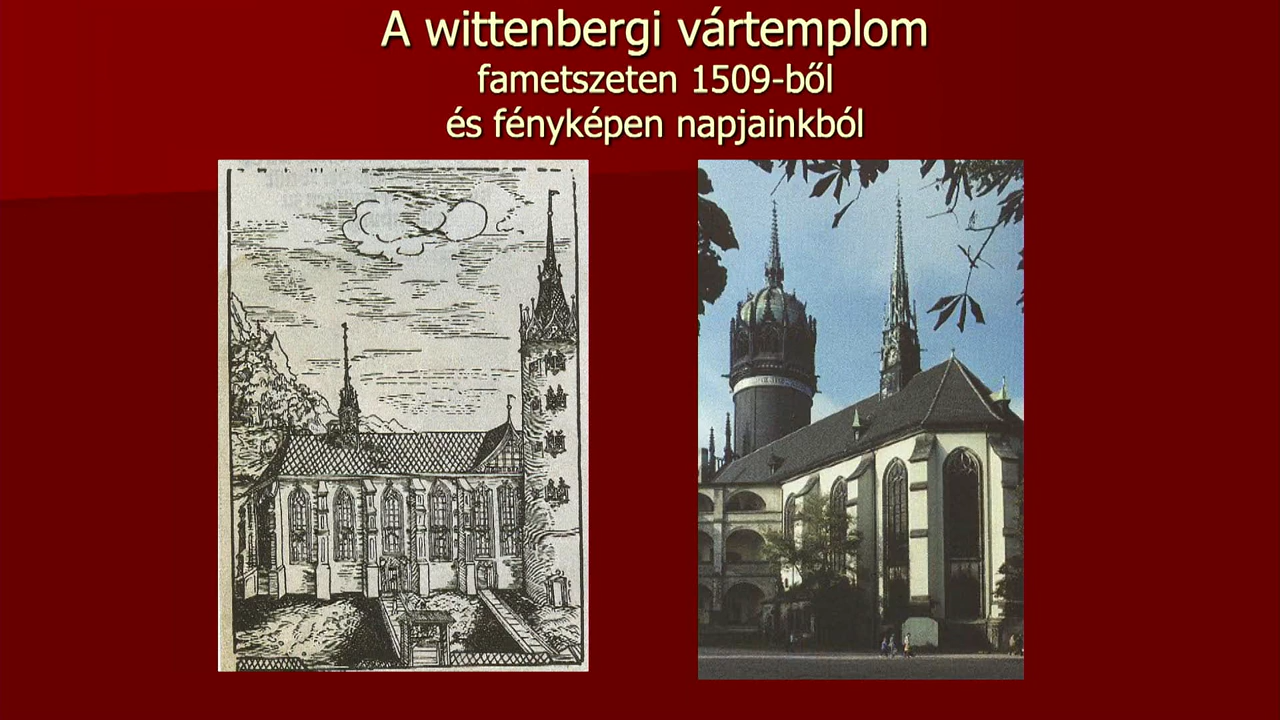 A wittenbergi vártemplom
fametszeten 1509-ből
és fényképen napjainkból